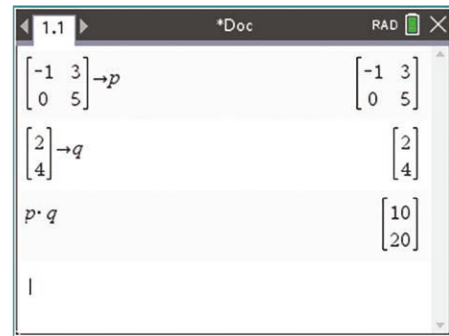 1.1 *Doc RAD
[-1 3
0 5]→p [-1 3
0 5]
[2
4]→q [2
4]
p· q [10
20]